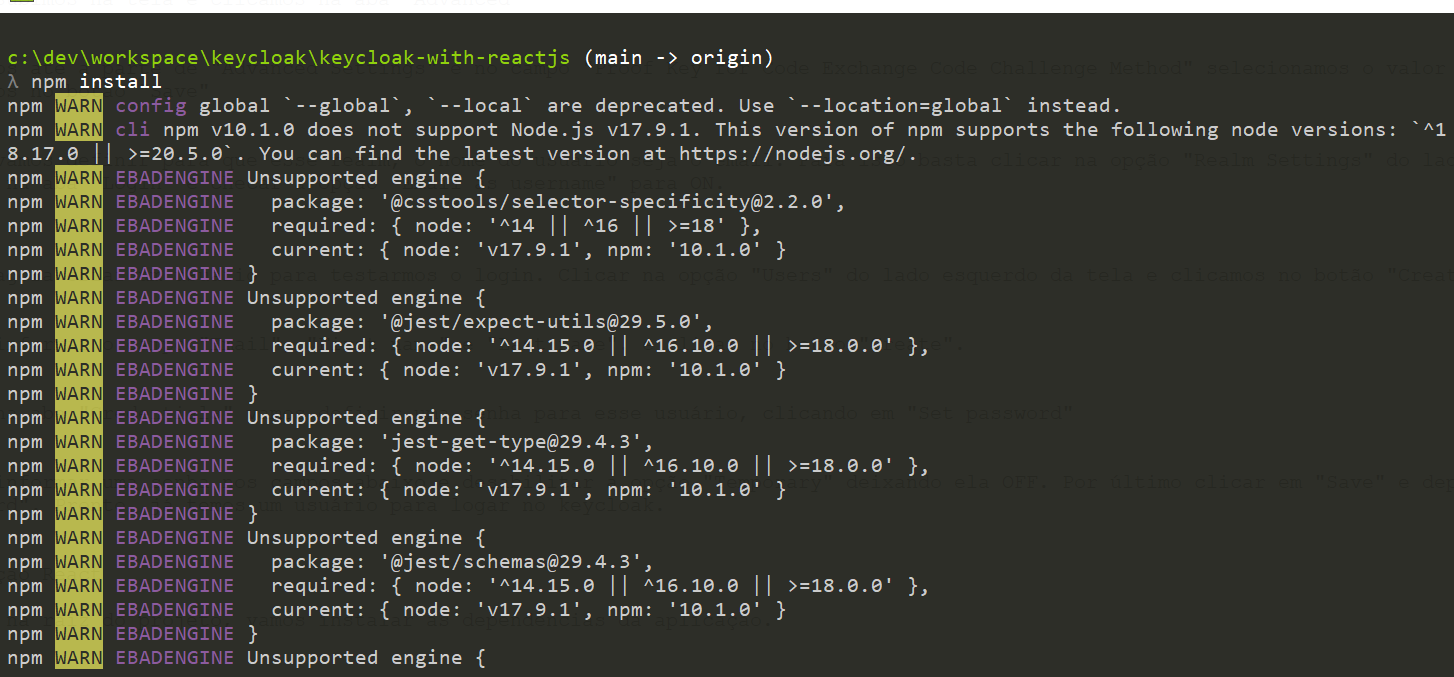 c:\dev\workspace\keycloak\keycloak-with-reactjs (main -> origin)
λ npm install
npm WARN config global `--global`, `--local` are deprecated. Use `--location=global` instead.
npm WARN cli npm v10.1.0 does not support Node.js v17.9.1. This version of npm supports the following node versions: `^1
8.17.0 || >=20.5.0`. You can find the latest version at https://nodejs.org/.
npm WARN EBADENGINE Unsupported engine {
npm WARN EBADENGINE   package: '@csstools/selector-specificity@2.2.0',
npm WARN EBADENGINE   required: { node: '^14 || ^16 || >=18' },
npm WARN EBADENGINE   current: { node: 'v17.9.1', npm: '10.1.0' }
npm WARN EBADENGINE }
npm WARN EBADENGINE Unsupported engine {
npm WARN EBADENGINE   package: '@jest/expect-utils@29.5.0',
npm WARN EBADENGINE   required: { node: '^14.15.0 || ^16.10.0 || >=18.0.0' },
npm WARN EBADENGINE   current: { node: 'v17.9.1', npm: '10.1.0' }
npm WARN EBADENGINE }
npm WARN EBADENGINE Unsupported engine {
npm WARN EBADENGINE   package: 'jest-get-type@29.4.3',
npm WARN EBADENGINE   required: { node: '^14.15.0 || ^16.10.0 || >=18.0.0' },
npm WARN EBADENGINE   current: { node: 'v17.9.1', npm: '10.1.0' }
npm WARN EBADENGINE }
npm WARN EBADENGINE Unsupported engine {
npm WARN EBADENGINE   package: '@jest/schemas@29.4.3',
npm WARN EBADENGINE   required: { node: '^14.15.0 || ^16.10.0 || >=18.0.0' },
npm WARN EBADENGINE   current: { node: 'v17.9.1', npm: '10.1.0' }
npm WARN EBADENGINE }
npm WARN EBADENGINE Unsupported engine {